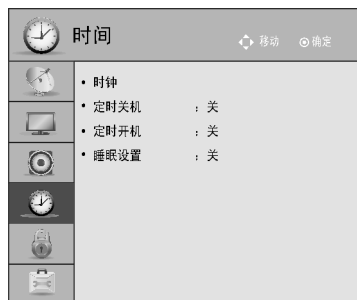 时间
移动 ⊙确定
• 时钟
• 定时关机 : 关
• 定时开机 : 关
• 睡眠设置 : 关